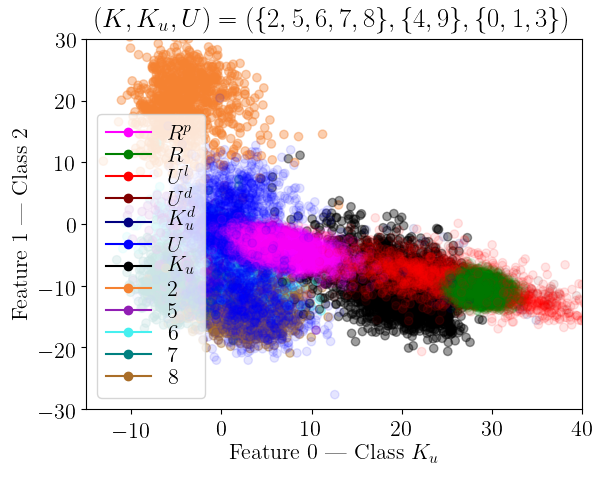 (K, K_u, U) = ({2, 5, 6, 7, 8}, {4, 9}, {0, 1, 3})
30
20
10
0
−10
−20
−30
Feature 1 — Class 2
R^p
R
U^l
U^d
K_u^d
U
K_u
2
5
6
7
8
−10 0 10 20 30 40
Feature 0 — Class K_u